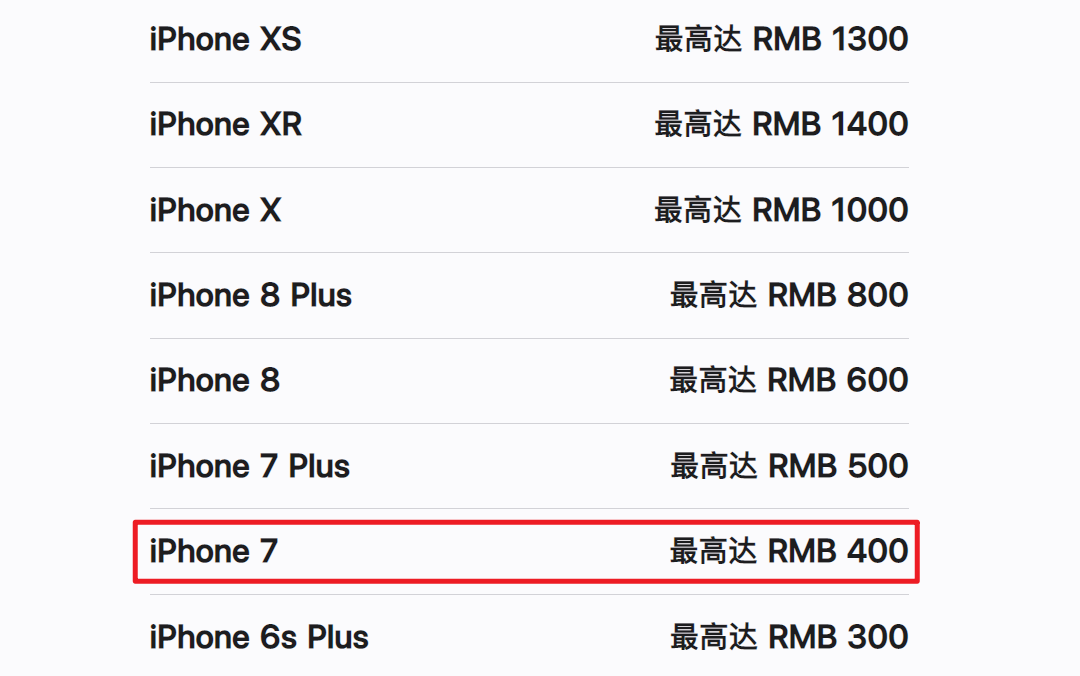 iPhone XS 最高达 RMB 1300
iPhone XR 最高达 RMB 1400
iPhone X 最高达 RMB 1000
iPhone 8 Plus 最高达 RMB 800
iPhone 8 最高达 RMB 600
iPhone 7 Plus 最高达 RMB 500
iPhone 7 最高达 RMB 400
iPhone 6s Plus 最高达 RMB 300